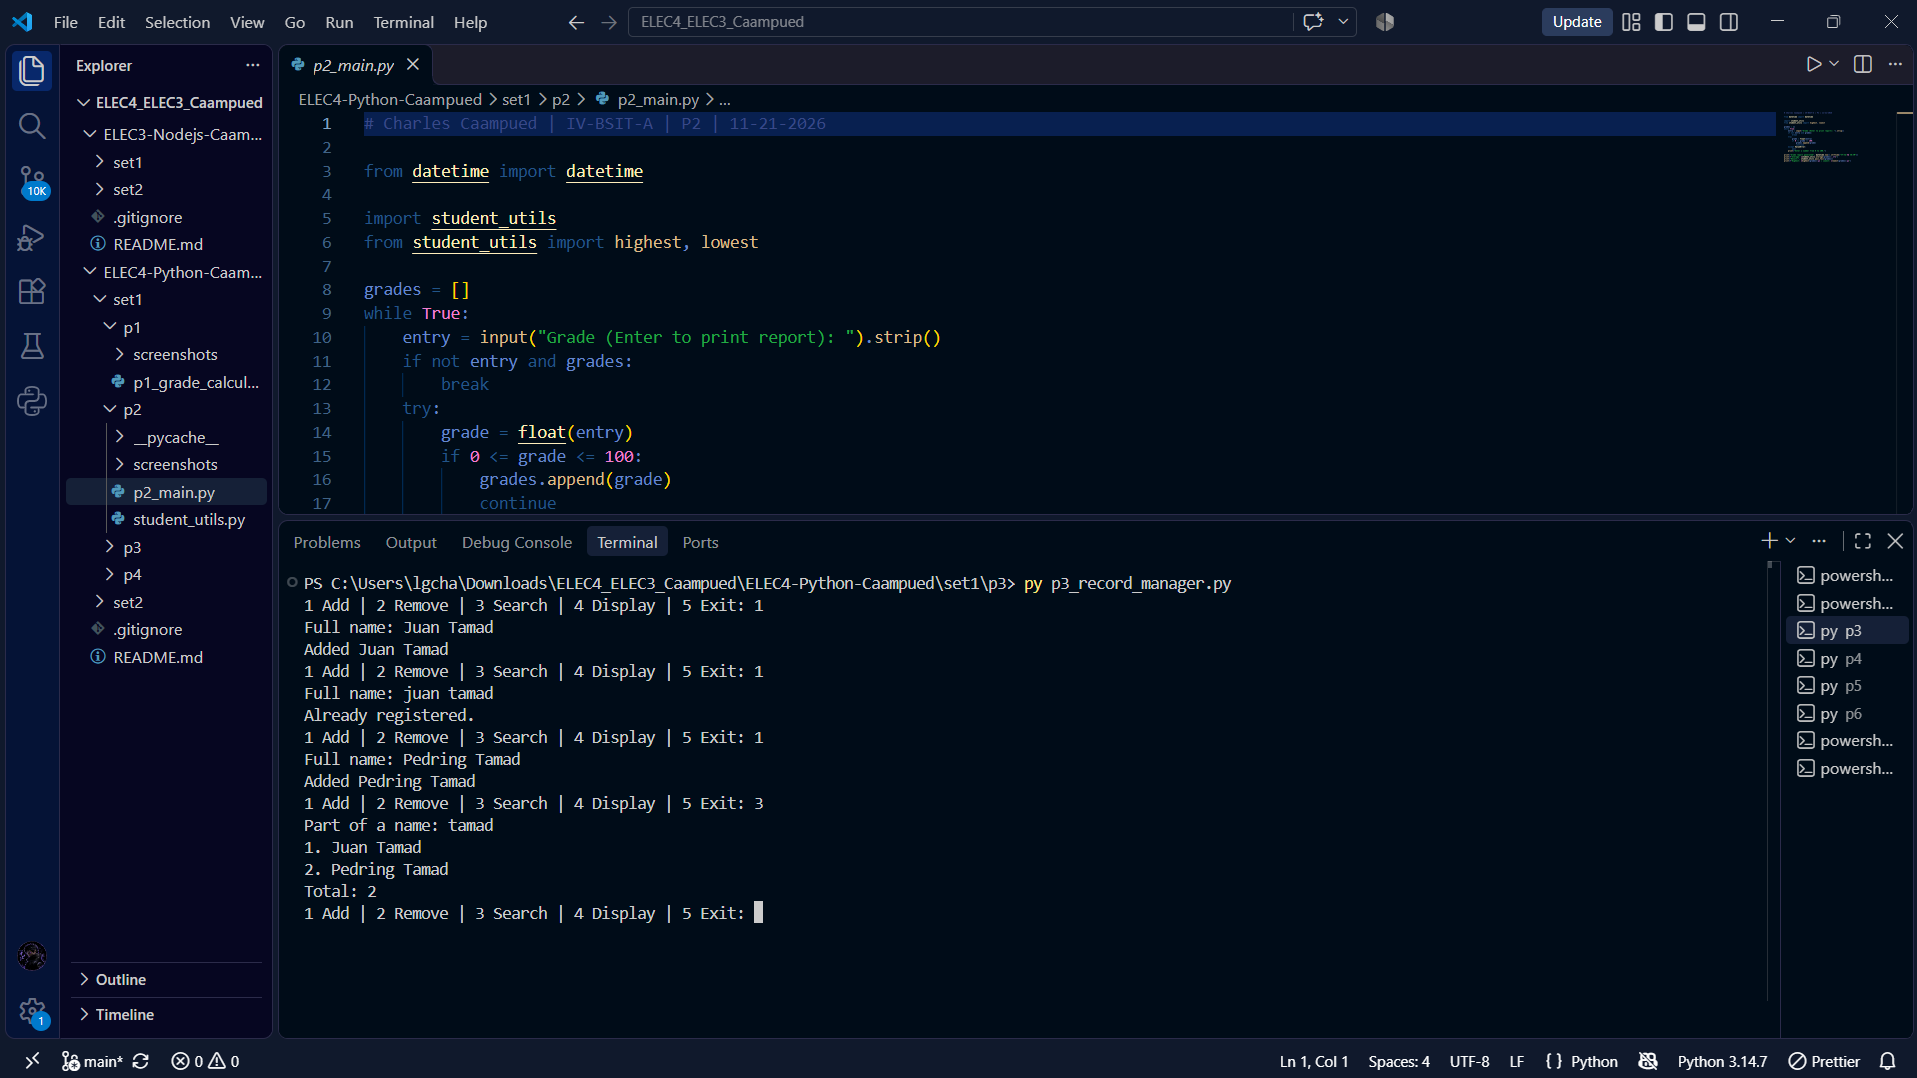 File Edit Selection View Go Run Terminal Help
ELEC4_ELEC3_Caampued
Update
Explorer
ELEC4_ELEC3_Caampued
ELEC3-Nodejs-Caam...
set1
set2
.gitignore
README.md
ELEC4-Python-Caam...
set1
p1
screenshots
p1_grade_calcul...
p2
__pycache__
screenshots
p2_main.py
student_utils.py
p3
p4
set2
.gitignore
README.md
Outline
Timeline
10K
1
p2_main.py
ELEC4-Python-Caampued > set1 > p2 > p2_main.py > ...
1 # Charles Caampued | IV-BSIT-A | P2 | 11-21-2026
2
3 from datetime import datetime
4
5 import student_utils
6 from student_utils import highest, lowest
7
8 grades = []
9 while True:
10 entry = input("Grade (Enter to print report): ").strip()
11 if not entry and grades:
12 break
13 try:
14 grade = float(entry)
15 if 0 <= grade <= 100:
16 grades.append(grade)
17 continue
Problems Output Debug Console Terminal Ports
PS C:\Users\lgcha\Downloads\ELEC4_ELEC3_Caampued\ELEC4-Python-Caampued\set1\p3> py p3_record_manager.py
1 Add | 2 Remove | 3 Search | 4 Display | 5 Exit: 1
Full name: Juan Tamad
Added Juan Tamad
1 Add | 2 Remove | 3 Search | 4 Display | 5 Exit: 1
Full name: juan tamad
Already registered.
1 Add | 2 Remove | 3 Search | 4 Display | 5 Exit: 1
Full name: Pedring Tamad
Added Pedring Tamad
1 Add | 2 Remove | 3 Search | 4 Display | 5 Exit: 3
Part of a name: tamad
1. Juan Tamad
2. Pedring Tamad
Total: 2
1 Add | 2 Remove | 3 Search | 4 Display | 5 Exit:
powersh...
powersh...
py p3
py p4
py p5
py p6
powersh...
powersh...
main* 0 0
Ln 1, Col 1 Spaces: 4 UTF-8 LF { } Python Python 3.14.7 Prettier